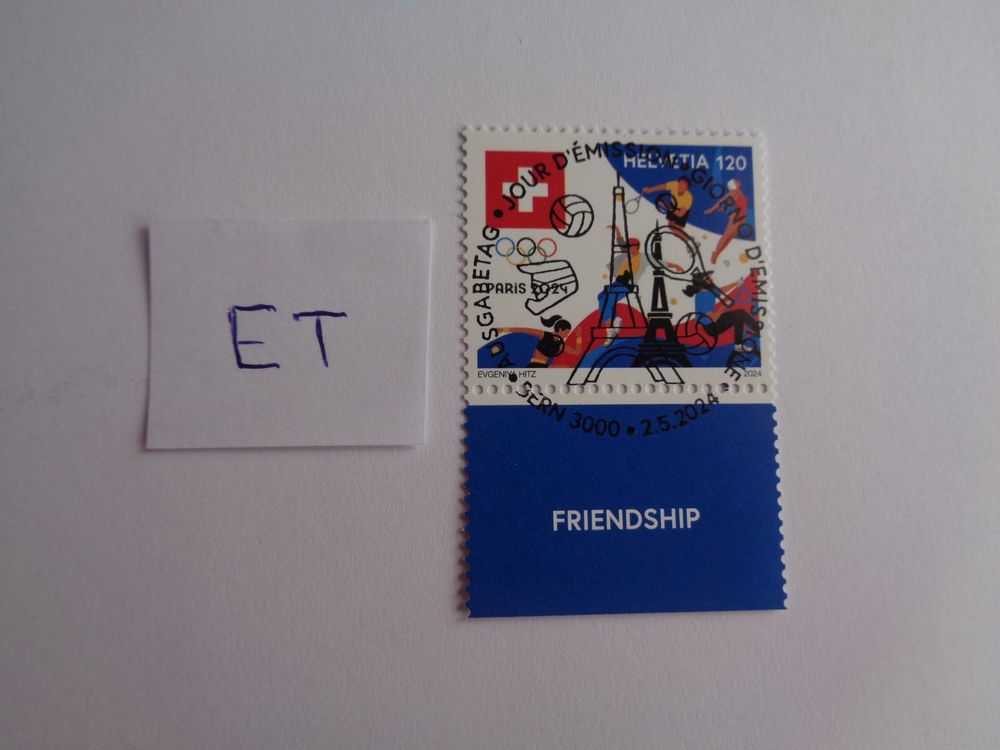 ET
HELVETIA 120
PARIS 2024
EVGENIYA HITZ
2024
AUSGABETAG • JOUR D'ÉMISSION • GIORNO D'EMISSIONE •
BERN 3000 • 2.5.2024
FRIENDSHIP